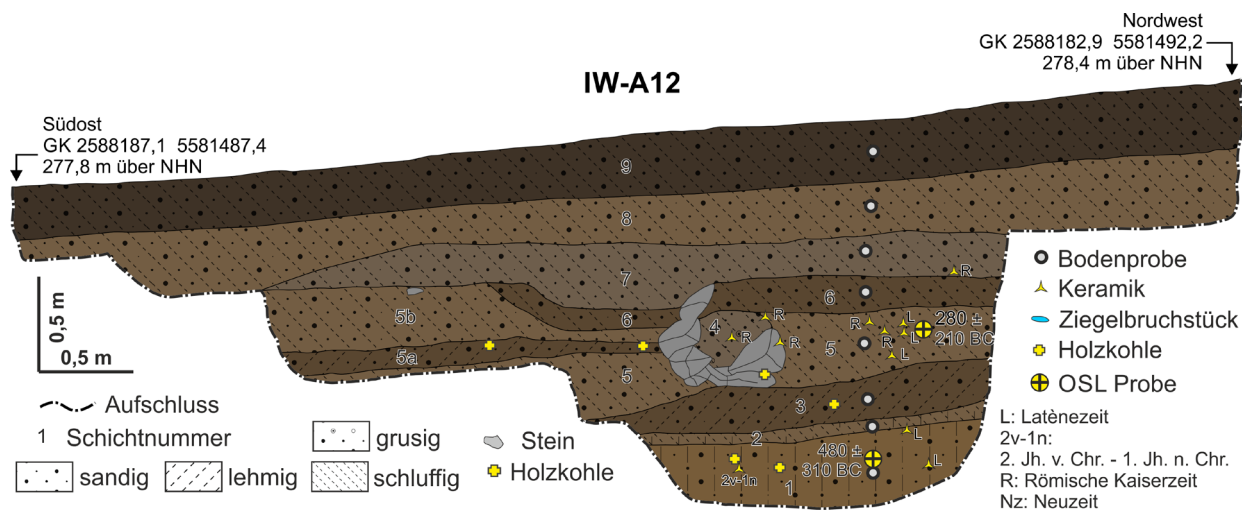 Nordwest
GK 2588182,9 5581492,2
278,4 m über NHN
IW-A12
Südost
GK 2588187,1 5581487,4
277,8 m über NHN
9
8
7
R
6
5b
6
4
R
R
R
L
280 ±
210 BC
L
R
L
5
5a
5
3
2
L
480 ±
310 BC
L
2v-1n
1
0,5 m
0,5 m
Aufschluss
1 Schichtnummer
grusig
sandig
lehmig
schluffig
Stein
Holzkohle
Bodenprobe
Keramik
Ziegelbruchstück
Holzkohle
OSL Probe
L: Latènezeit
2v-1n:
2. Jh. v. Chr. - 1. Jh. n. Chr.
R: Römische Kaiserzeit
Nz: Neuzeit